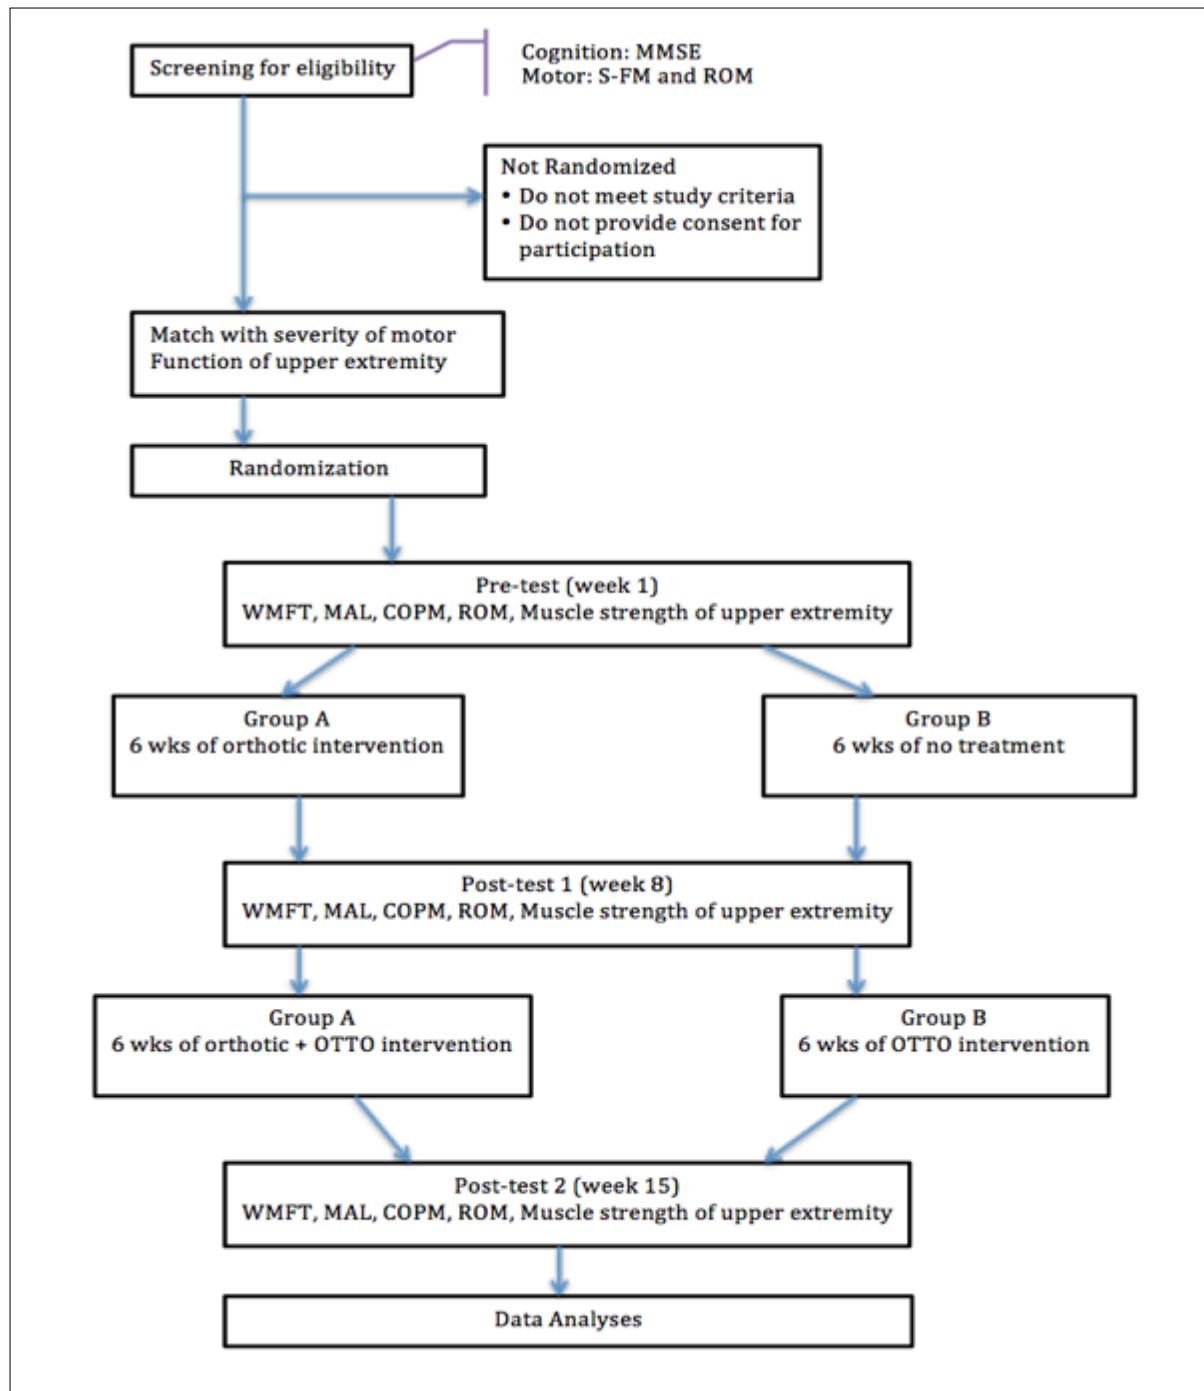 Screening for eligibility
Cognition: MMSE
Motor: S-FM and ROM
Not Randomized
• Do not meet study criteria
• Do not provide consent for
participation
Match with severity of motor
Function of upper extremity
Randomization
Pre-test (week 1)
WMFT, MAL, COPM, ROM, Muscle strength of upper extremity
Group A
6 wks of orthotic intervention
Group B
6 wks of no treatment
Post-test 1 (week 8)
WMFT, MAL, COPM, ROM, Muscle strength of upper extremity
Group A
6 wks of orthotic + OTTO intervention
Group B
6 wks of OTTO intervention
Post-test 2 (week 15)
WMFT, MAL, COPM, ROM, Muscle strength of upper extremity
Data Analyses